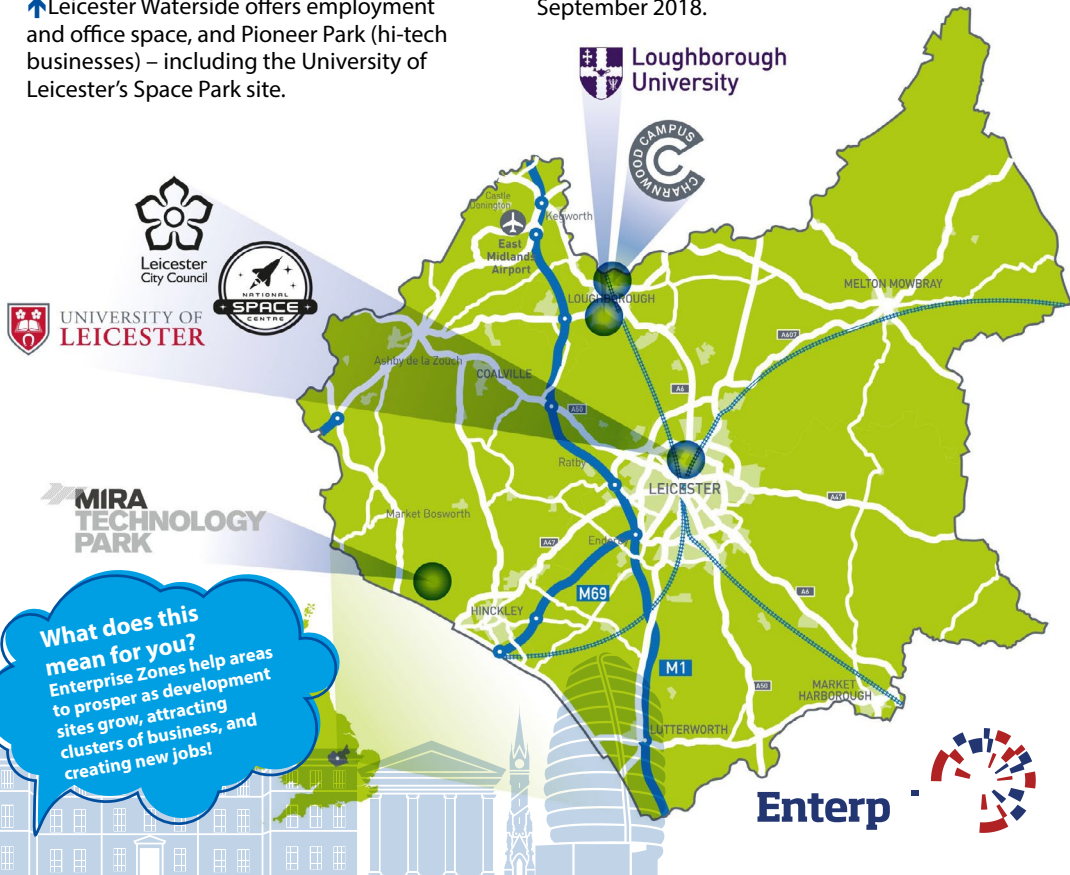 ↑Leicester Waterside offers employment
and office space, and Pioneer Park (hi-tech
businesses) – including the University of
Leicester’s Space Park site.
September 2018.
Loughborough
University
CHARNWOOD CAMPUS
Leicester
City Council
NATIONAL
SPACE
CENTRE
UNIVERSITY OF
LEICESTER
Castle
Donington
Kegworth
East
Midlands
Airport
LOUGHBOROUGH
MELTON MOWBRAY
A607
Ashby de la Zouch
COALVILLE
A6
A50
Ratby
LEICESTER
A47
MIRA
TECHNOLOGY
PARK
Market Bosworth
A47
Enderby
M69
A6
HINCKLEY
M1
A50
MARKET
HARBOROUGH
LUTTERWORTH
What does this
mean for you?
Enterprise Zones help areas
to prosper as development
sites grow, attracting
clusters of business, and
creating new jobs!
Enterp